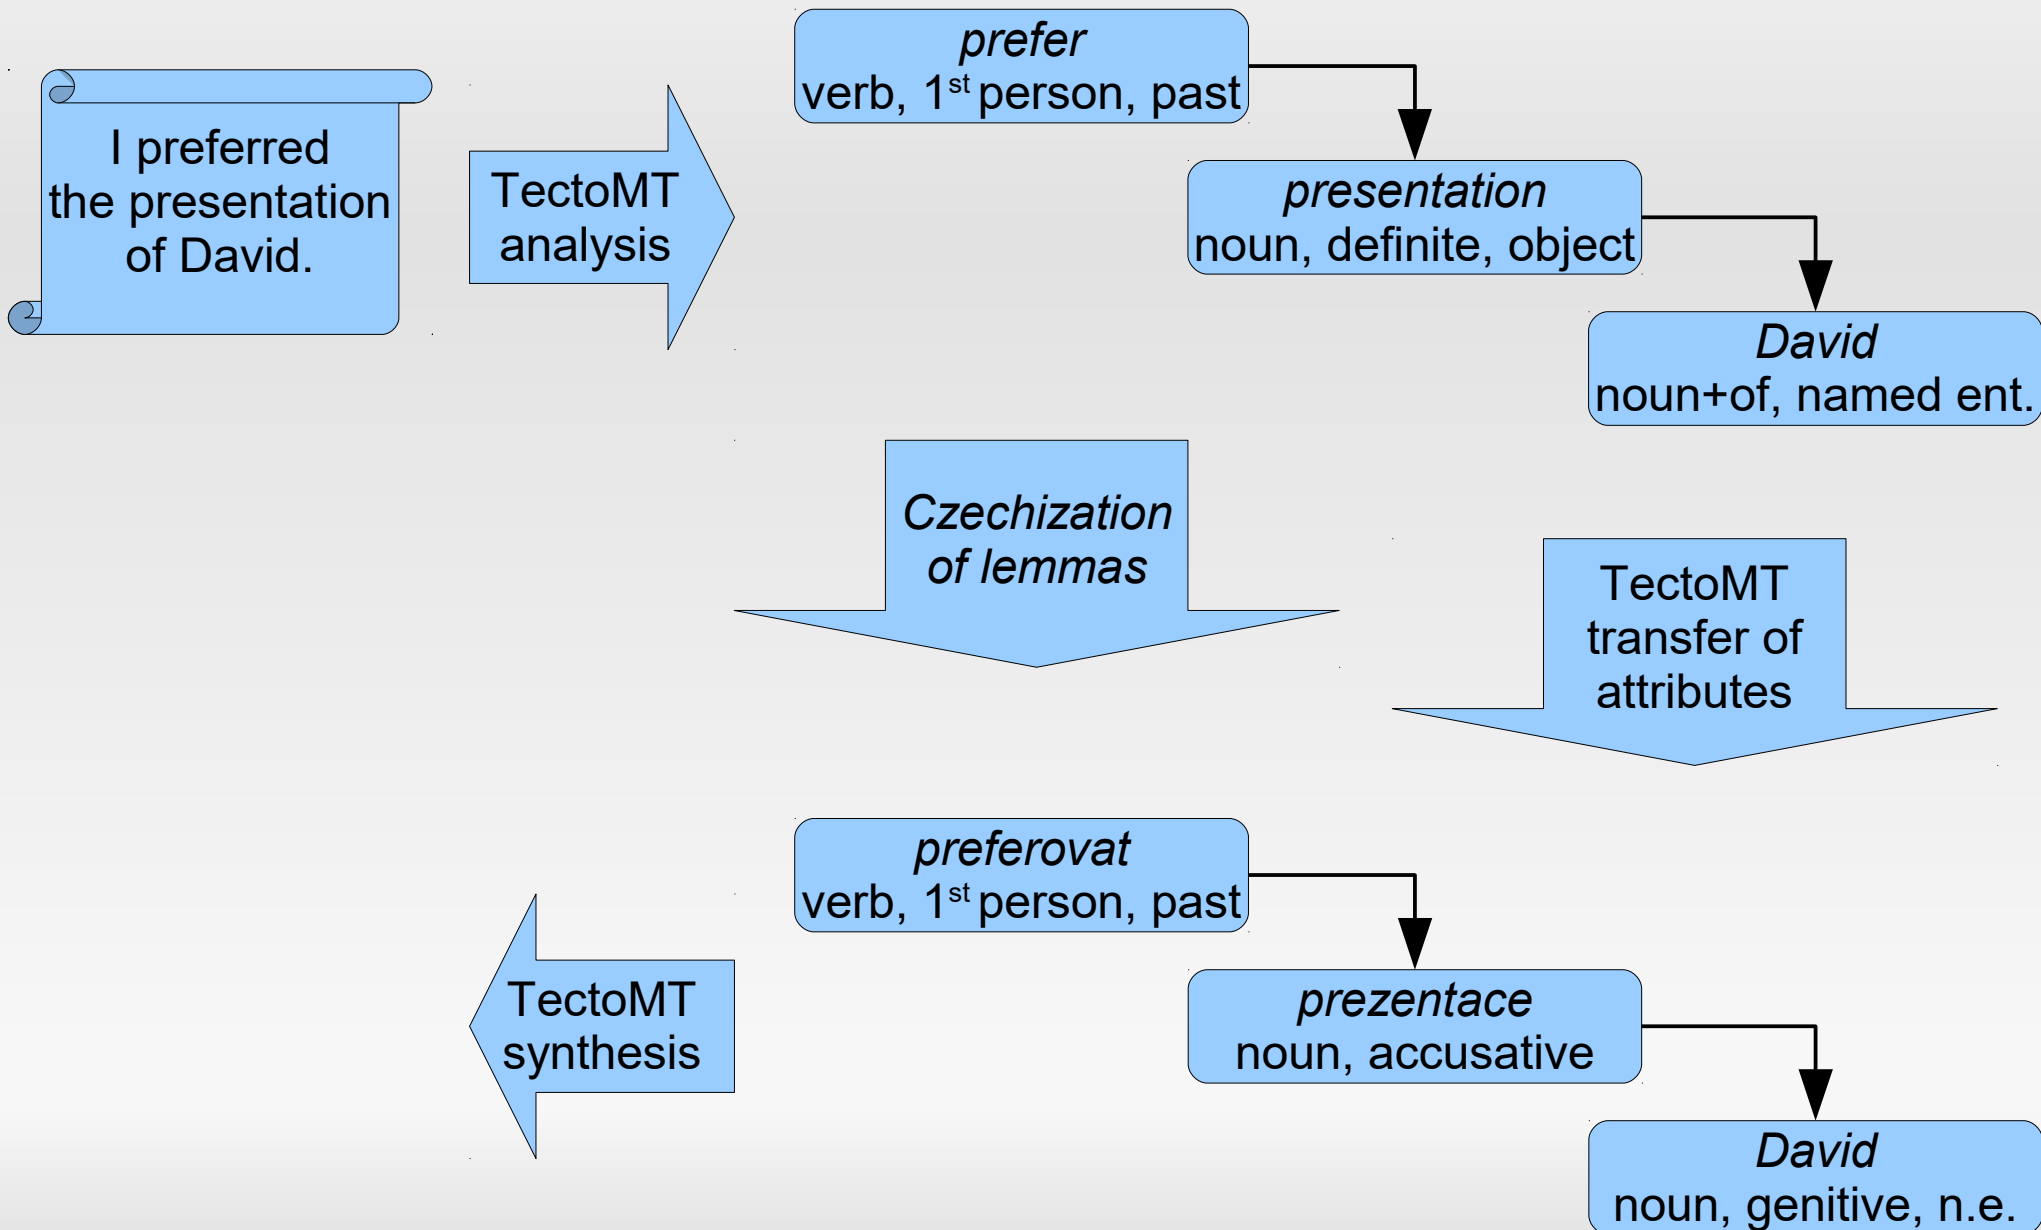 I preferred
the presentation
of David.
TectoMT
analysis
prefer
verb, 1st person, past
presentation
noun, definite, object
David
noun+of, named ent.
Czechization
of lemmas
TectoMT
transfer of
attributes
preferovat
verb, 1st person, past
prezentace
noun, accusative
David
noun, genitive, n.e.
TectoMT
synthesis